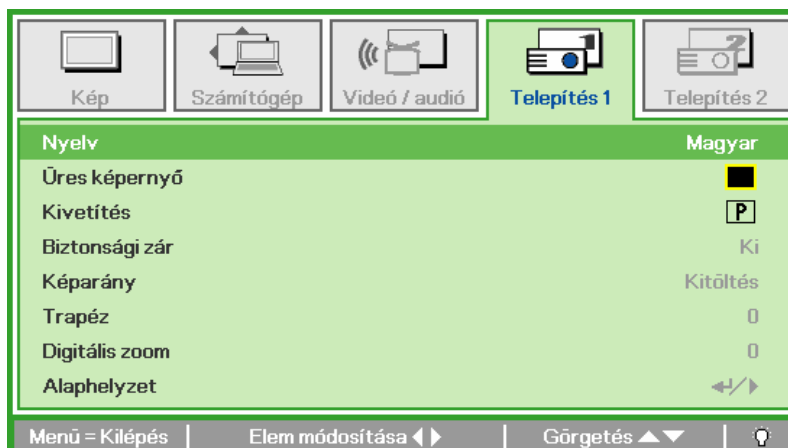 Kép
Számítógép
Videó / audió
Telepítés 1
Telepítés 2
Nyelv Magyar
Üres képernyő
Kivetítés P
Biztonsági zár Ki
Képarány Kitöltés
Trapéz 0
Digitális zoom 0
Alaphelyzet
Menü = Kilépés Elem módosítása Görgetés